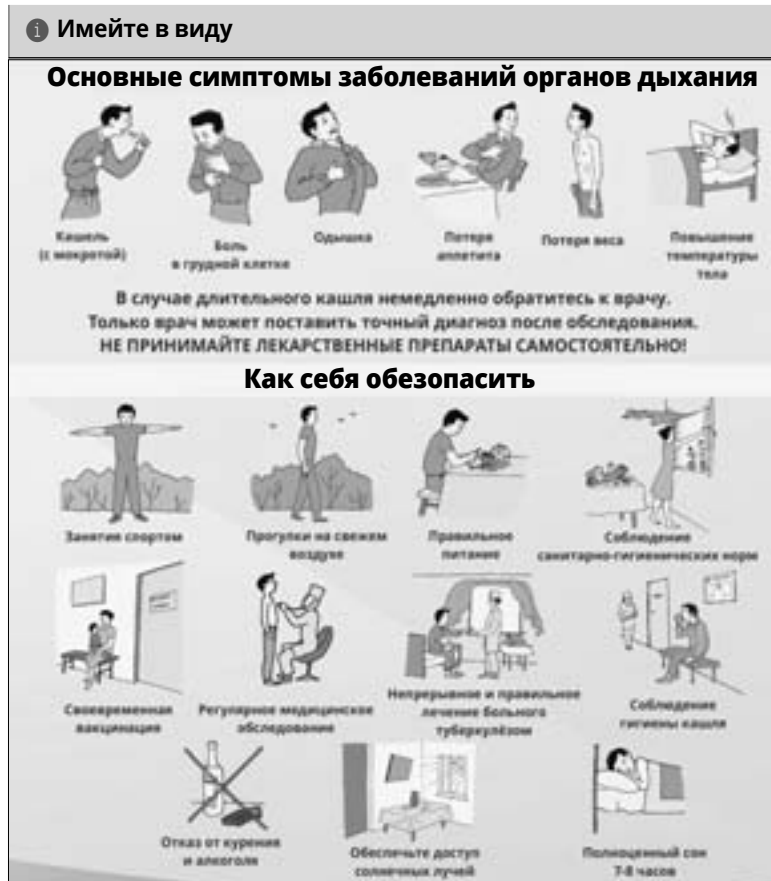 Имейте в виду
Основные симптомы заболеваний органов дыхания
Кашель
(с мокротой)
Боль
в грудной клетке
Одышка
Потеря
аппетита
Потеря веса
Повышение
температуры
тела
В случае длительного кашля немедленно обратитесь к врачу.
Только врач может поставить точный диагноз после обследования.
НЕ ПРИНИМАЙТЕ ЛЕКАРСТВЕННЫЕ ПРЕПАРАТЫ САМОСТОЯТЕЛЬНО!
Как себя обезопасить
Занятия спортом
Прогулки на свежем
воздухе
Правильное
питание
Соблюдение
санитарно-гигиенических норм
Своевременная
вакцинация
Регулярное медицинское
обследование
Непрерывное и правильное
лечение больного
туберкулёзом
Соблюдение
гигиены кашля
Отказ от курения
и алкоголя
Обеспечьте доступ
солнечных лучей
Полноценный сон
7-8 часов